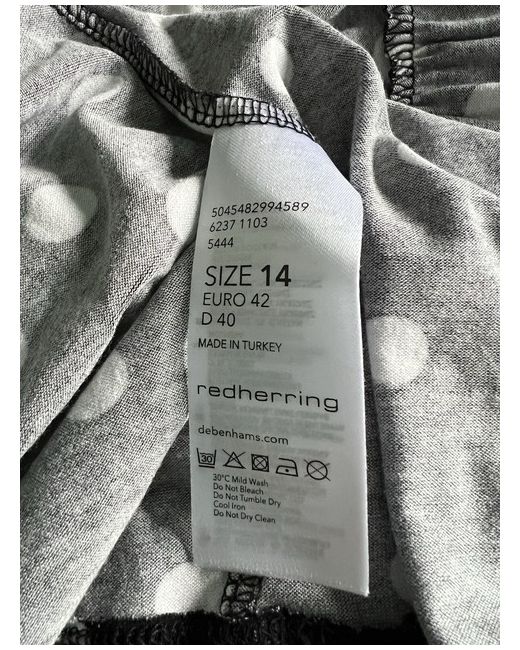 5045482994589
6237 1103
5444
SIZE 14
EURO 42
D 40
MADE IN TURKEY
redherring
debenhams.com
30
30°C Mild Wash
Do Not Bleach
Do Not Tumble Dry
Cool Iron
Do Not Dry Clean